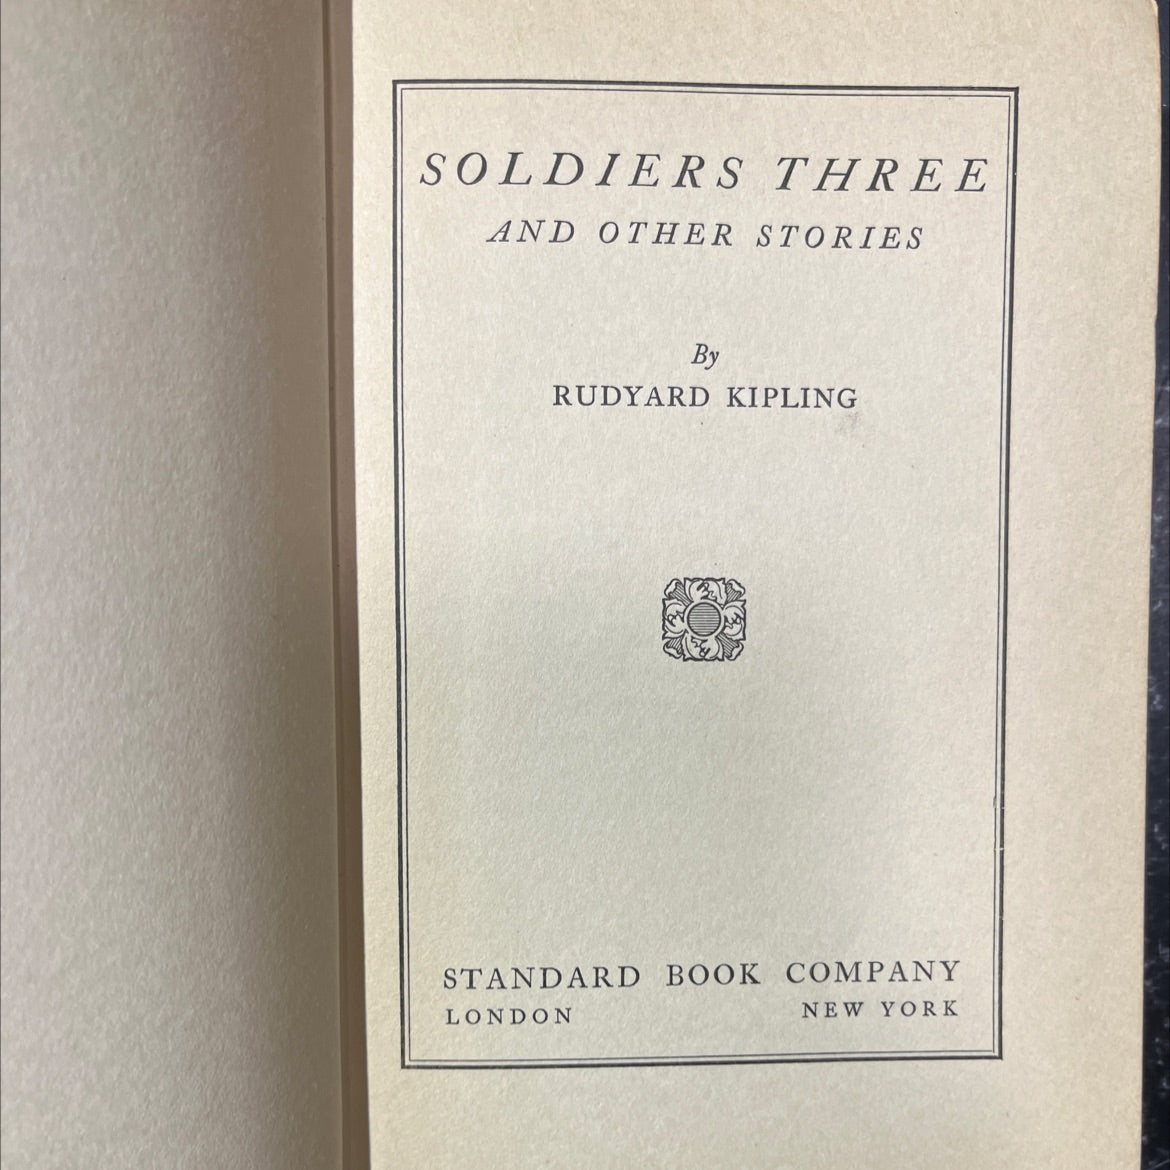 SOLDIERS THREE
AND OTHER STORIES
By
RUDYARD KIPLING
STANDARD BOOK COMPANY
LONDON NEW YORK